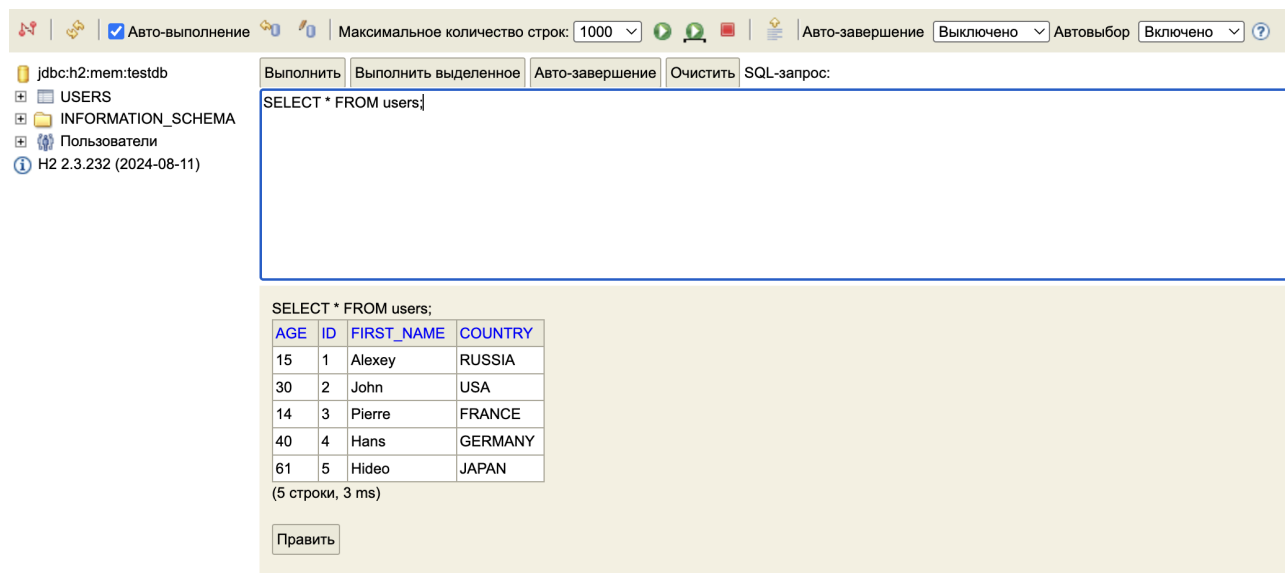 Авто-выполнение Максимальное количество строк: 1000 Авто-завершение Выключено Автовыбор Включено ?
jdbc:h2:mem:testdb
USERS
INFORMATION_SCHEMA
Пользователи
H2 2.3.232 (2024-08-11)
Выполнить Выполнить выделенное Авто-завершение Очистить SQL-запрос:
SELECT * FROM users;
SELECT * FROM users;
AGE ID FIRST_NAME COUNTRY
15 1 Alexey RUSSIA
30 2 John USA
14 3 Pierre FRANCE
40 4 Hans GERMANY
61 5 Hideo JAPAN
(5 строки, 3 ms)
Править